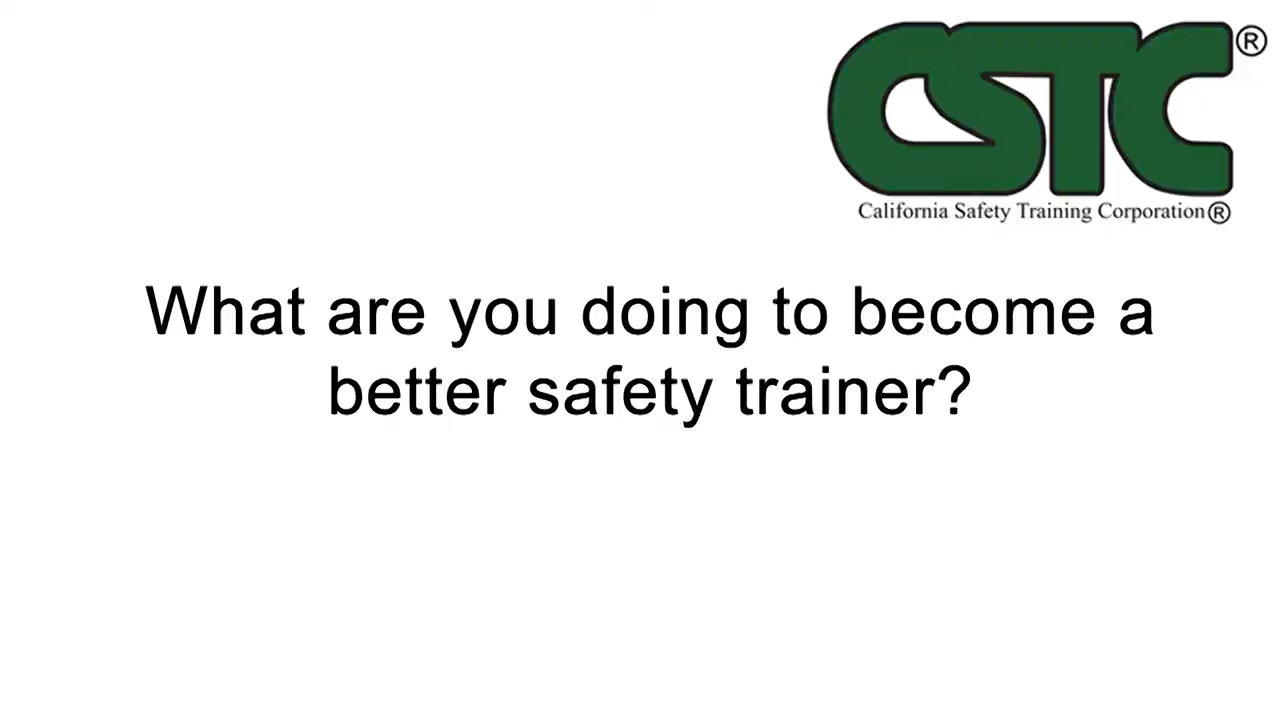 CSTC®
California Safety Training Corporation®
What are you doing to become a
better safety trainer?